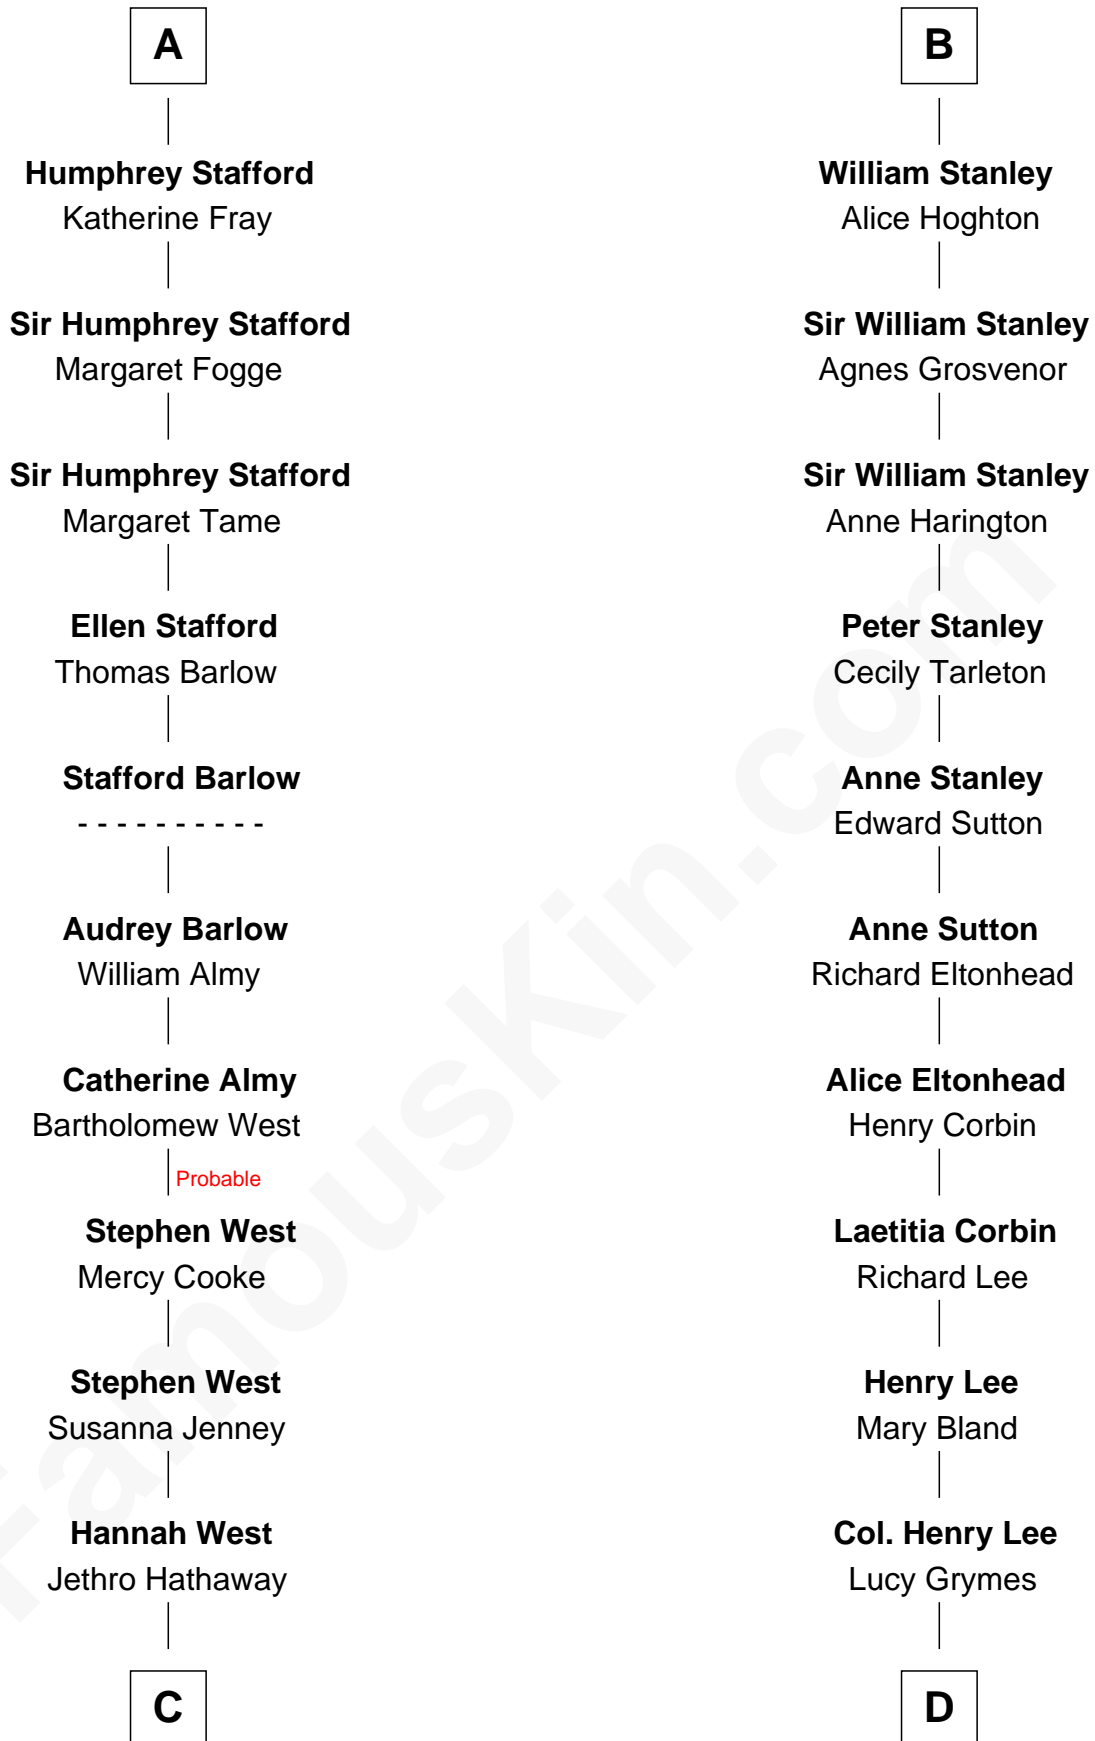 A
Humphrey Stafford
Katherine Fray
Sir Humphrey Stafford
Margaret Fogge
Sir Humphrey Stafford
Margaret Tame
Ellen Stafford
Thomas Barlow
Stafford Barlow
- - - - - - - - - -
Audrey Barlow
William Almy
Catherine Almy
Bartholomew West
Probable
Stephen West
Mercy Cooke
Stephen West
Susanna Jenney
Hannah West
Jethro Hathaway
C
B
William Stanley
Alice Hoghton
Sir William Stanley
Agnes Grosvenor
Sir William Stanley
Anne Harington
Peter Stanley
Cecily Tarleton
Anne Stanley
Edward Sutton
Anne Sutton
Richard Eltonhead
Alice Eltonhead
Henry Corbin
Laetitia Corbin
Richard Lee
Henry Lee
Mary Bland
Col. Henry Lee
Lucy Grymes
D
FamousKin.com